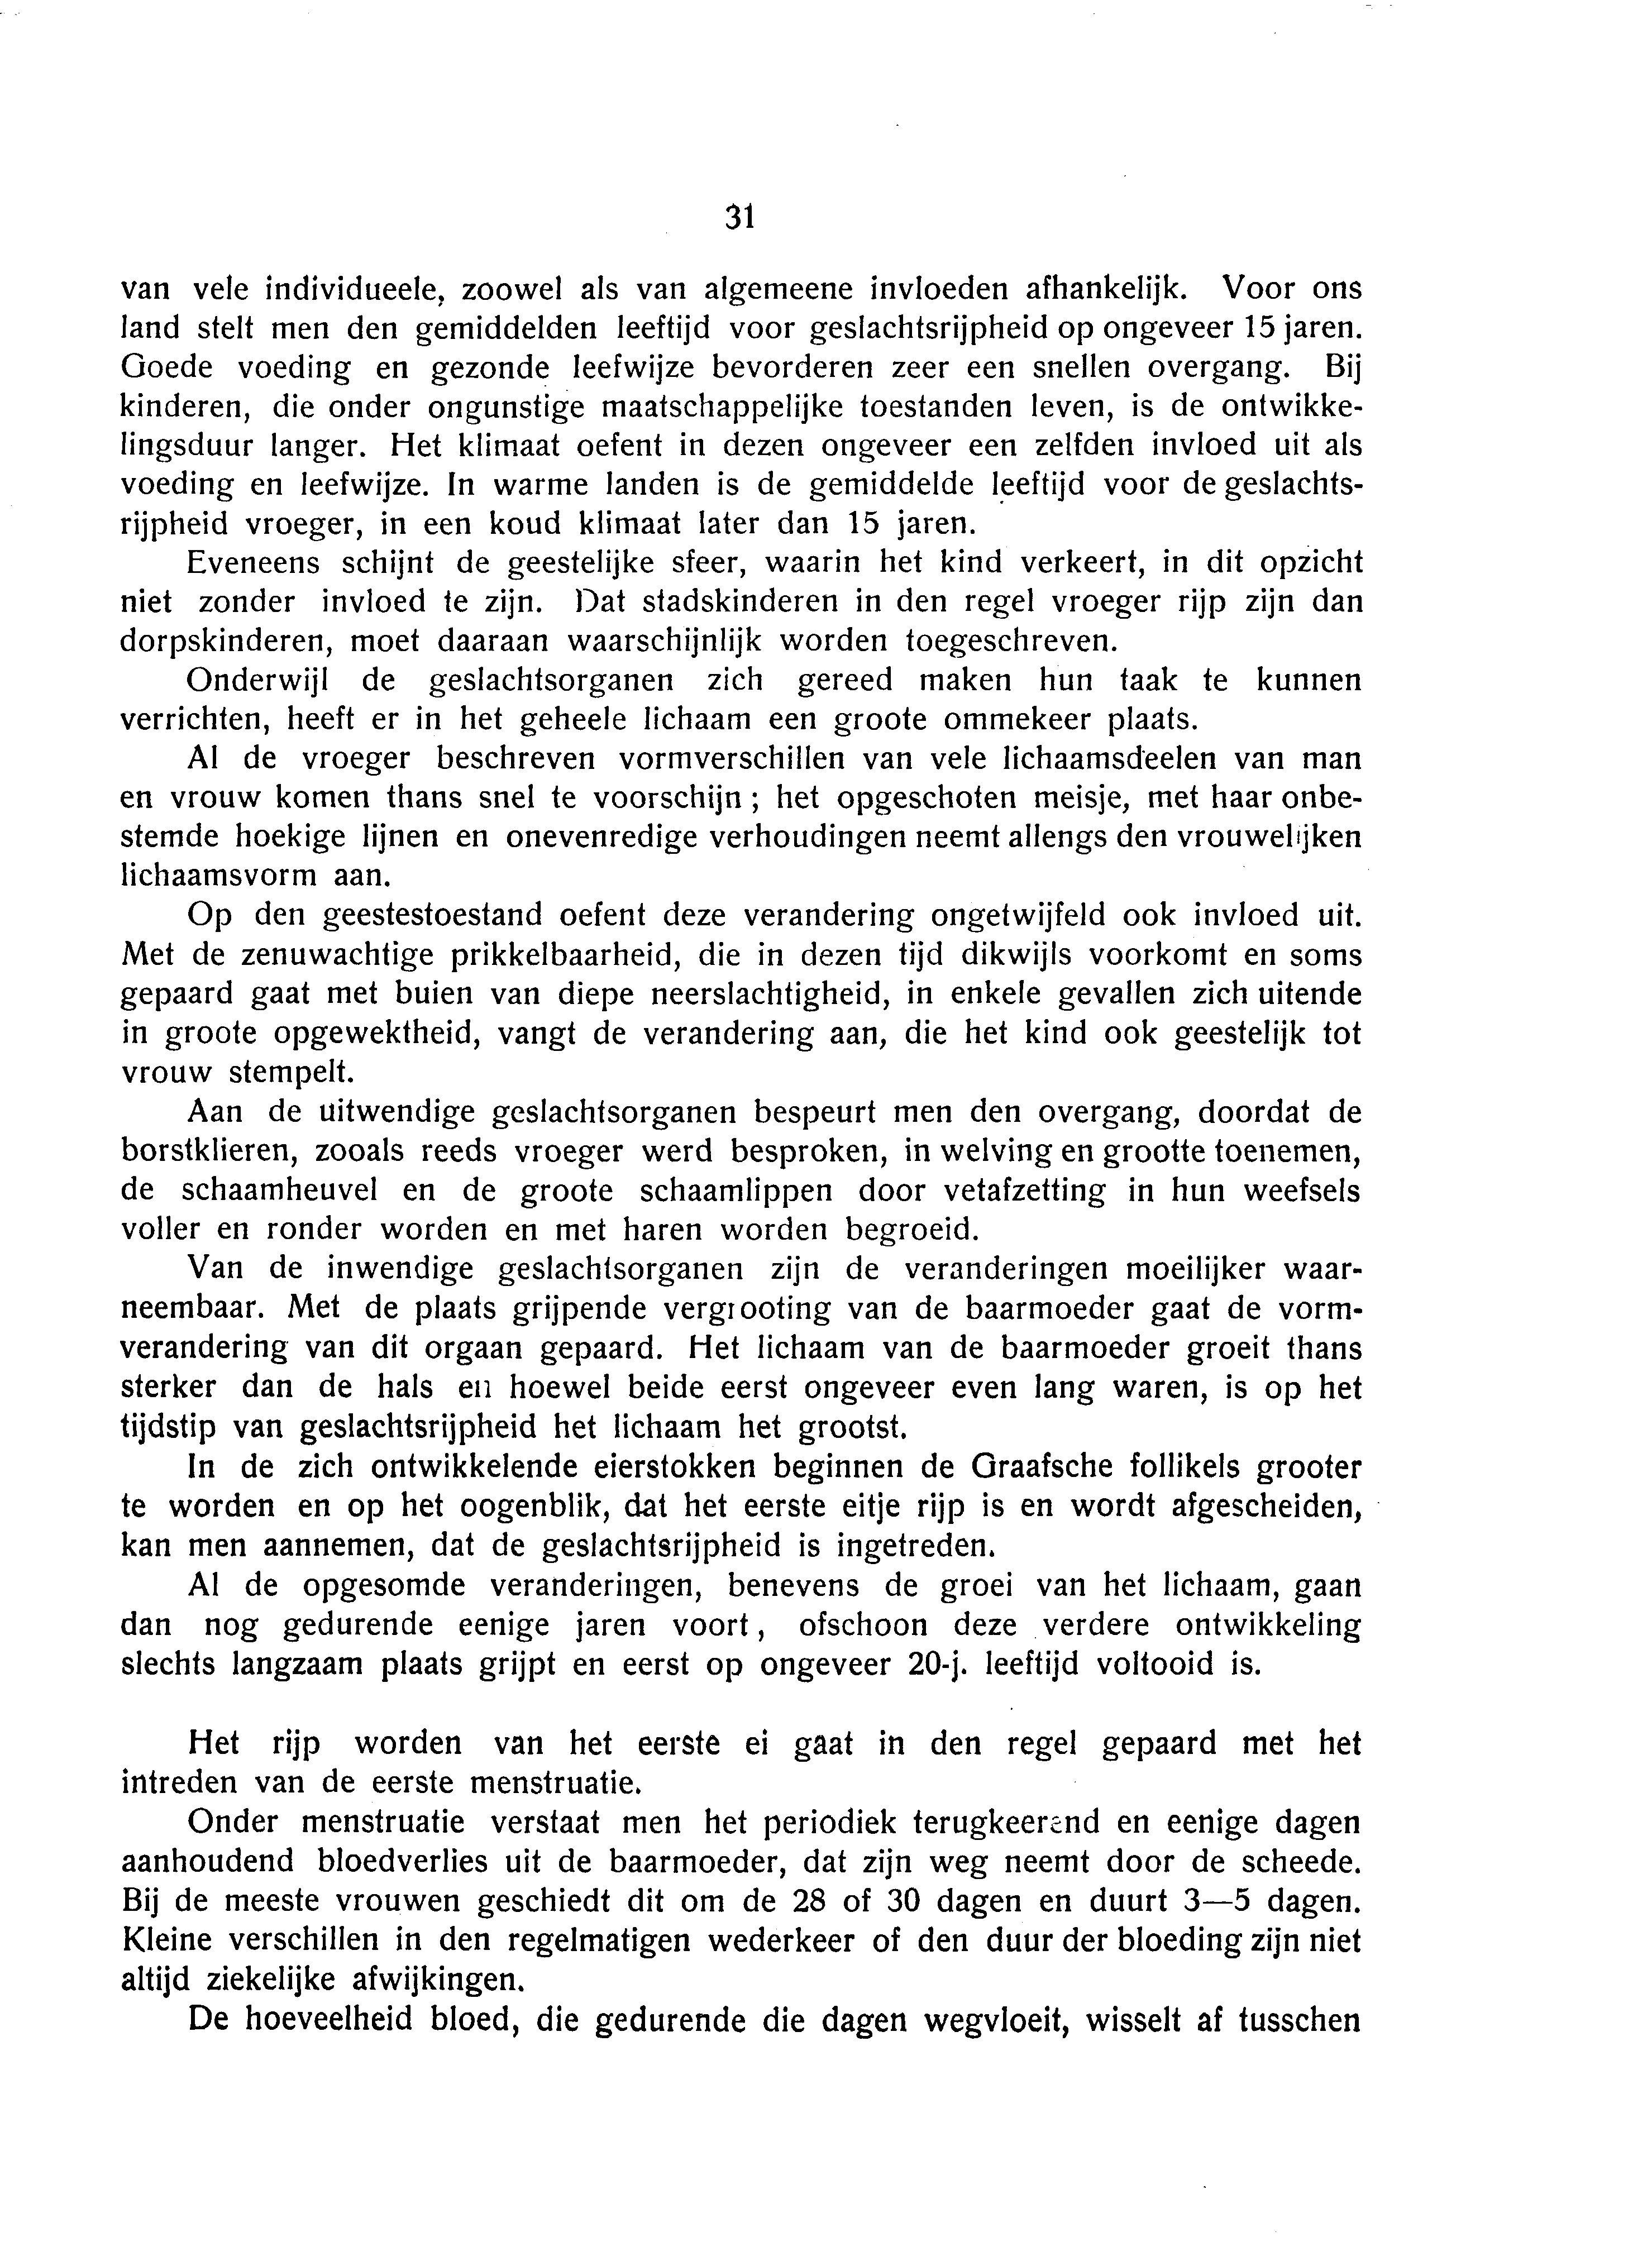 31
van vele individueele, zoowel als van algemeene invloeden afhankelijk. Voor ons
land stelt men den gemiddelden leeftijd voor geslachtsrijpheid op ongeveer 15 jaren.
Goede voeding en gezonde leefwijze bevorderen zeer een snellen overgang. Bij
kinderen, die onder ongunstige maatschappelijke toestanden leven, is de ontwikke-
lingsduur langer. Het klimaat oefent in dezen ongeveer een zelfden invloed uit als
voeding en leefwijze. In warme landen is de gemiddelde leeftijd voor de geslachts-
rijpheid vroeger, in een koud klimaat later dan 15 jaren.
Eveneens schijnt de geestelijke sfeer, waarin het kind verkeert, in dit opzicht
niet zonder invloed te zijn. Dat stadskinderen in den regel vroeger rijp zijn dan
dorpskinderen, moet daaraan waarschijnlijk worden toegeschreven.
Onderwijl de geslachtsorganen zich gereed maken hun taak te kunnen
verrichten, heeft er in het geheele lichaam een groote ommekeer plaats.
Al de vroeger beschreven vormverschillen van vele lichaamsdeelen van man
en vrouw komen thans snel te voorschijn ; het opgeschoten meisje, met haar onbe-
stemde hoekige lijnen en onevenredige verhoudingen neemt allengs den vrouwelijken
lichaamsvorm aan.
Op den geestestoestand oefent deze verandering ongetwijfeld ook invloed uit.
Met de zenuwachtige prikkelbaarheid, die in dezen tijd dikwijls voorkomt en soms
gepaard gaat met buien van diepe neerslachtigheid, in enkele gevallen zich uitende
in groote opgewektheid, vangt de verandering aan, die het kind ook geestelijk tot
vrouw stempelt.
Aan de uitwendige geslachtsorganen bespeurt men den overgang, doordat de
borstklieren, zooals reeds vroeger werd besproken, in welving en grootte toenemen,
de schaamheuvel en de groote schaamlippen door vetafzetting in hun weefsels
voller en ronder worden en met haren worden begroeid.
Van de inwendige geslachtsorganen zijn de veranderingen moeilijker waar-
neembaar. Met de plaats grijpende vergrooting van de baarmoeder gaat de vorm-
verandering van dit orgaan gepaard. Het lichaam van de baarmoeder groeit thans
sterker dan de hals en hoewel beide eerst ongeveer even lang waren, is op het
tijdstip van geslachtsrijpheid het lichaam het grootst.
In de zich ontwikkelende eierstokken beginnen de Graafsche follikels grooter
te worden en op het oogenblik, dat het eerste eitje rijp is en wordt afgescheiden,
kan men aannemen, dat de geslachtsrijpheid is ingetreden.
Al de opgesomde veranderingen, benevens de groei van het lichaam, gaan
dan nog gedurende eenige jaren voort, ofschoon deze verdere ontwikkeling
slechts langzaam plaats grijpt en eerst op ongeveer 20-j. leeftijd voltooid is.
Het rijp worden van het eerste ei gaat in den regel gepaard met het
intreden van de eerste menstruatie.
Onder menstruatie verstaat men het periodiek terugkeerend en eenige dagen
aanhoudend bloedverlies uit de baarmoeder, dat zijn weg neemt door de scheede.
Bij de meeste vrouwen geschiedt dit om de 28 of 30 dagen en duurt 3—5 dagen.
Kleine verschillen in den regelmatigen wederkeer of den duur der bloeding zijn niet
altijd ziekelijke afwijkingen.
De hoeveelheid bloed, die gedurende die dagen wegvloeit, wisselt af tusschen